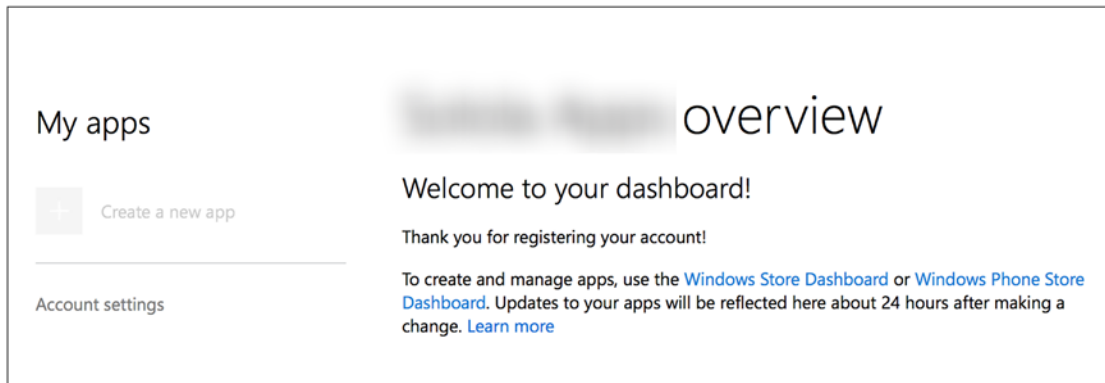 My apps
Create a new app
Account settings
overview
Welcome to your dashboard!
Thank you for registering your account!
To create and manage apps, use the Windows Store Dashboard or Windows Phone Store
Dashboard. Updates to your apps will be reflected here about 24 hours after making a
change. Learn more